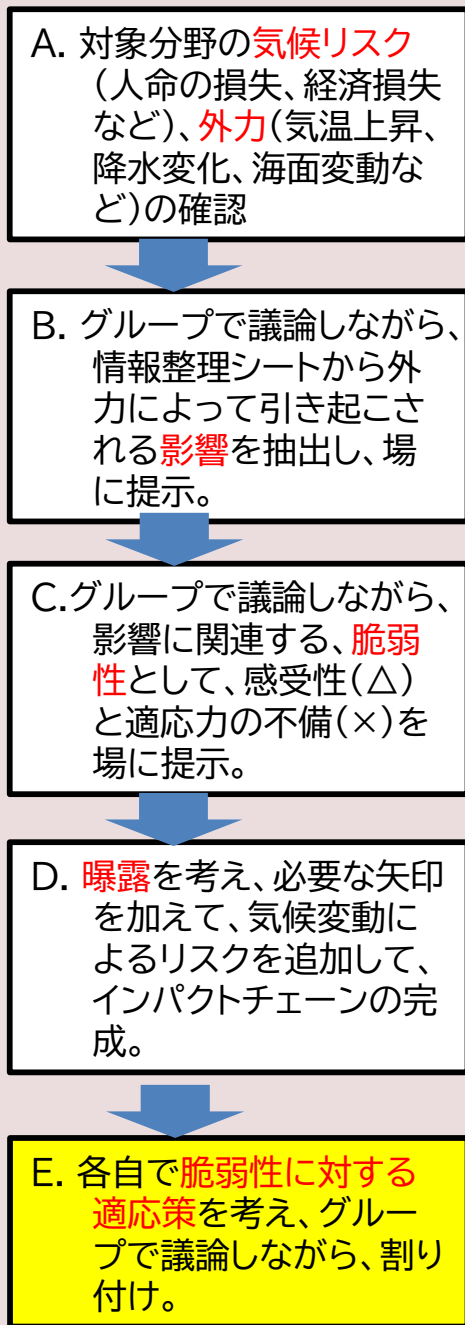 A. 対象分野の気候リスク
(人命の損失、経済損失
など)、外力(気温上昇、
降水変化、海面変動な
ど)の確認
B. グループで議論しながら、
情報整理シートから外
力によって引き起こさ
れる影響を抽出し、場
に提示。
C.グループで議論しながら、
影響に関連する、脆弱
性として、感受性(△)
と適応力の不備(×)を
場に提示。
D. 曝露を考え、必要な矢印
を加えて、気候変動に
よるリスクを追加して、
インパクトチェーンの完
成。
E. 各自で脆弱性に対する
適応策を考え、グルー
プで議論しながら、割り
付け。